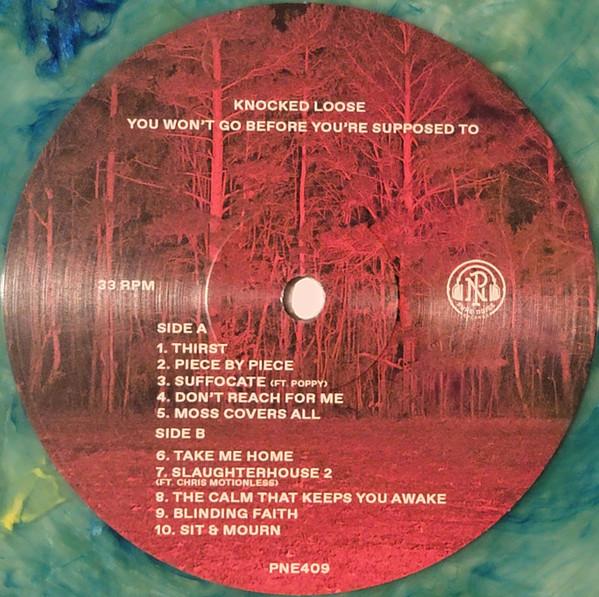 KNOCKED LOOSE
YOU WON'T GO BEFORE YOU'RE SUPPOSED TO
33 RPM
SIDE A
1. THIRST
2. PIECE BY PIECE
3. SUFFOCATE (FT. POPPY)
4. DON'T REACH FOR ME
5. MOSS COVERS ALL
SIDE B
6. TAKE ME HOME
7. SLAUGHTERHOUSE 2
(FT. CHRIS MOTIONLESS)
8. THE CALM THAT KEEPS YOU AWAKE
9. BLINDING FAITH
10. SIT & MOURN
PNE409